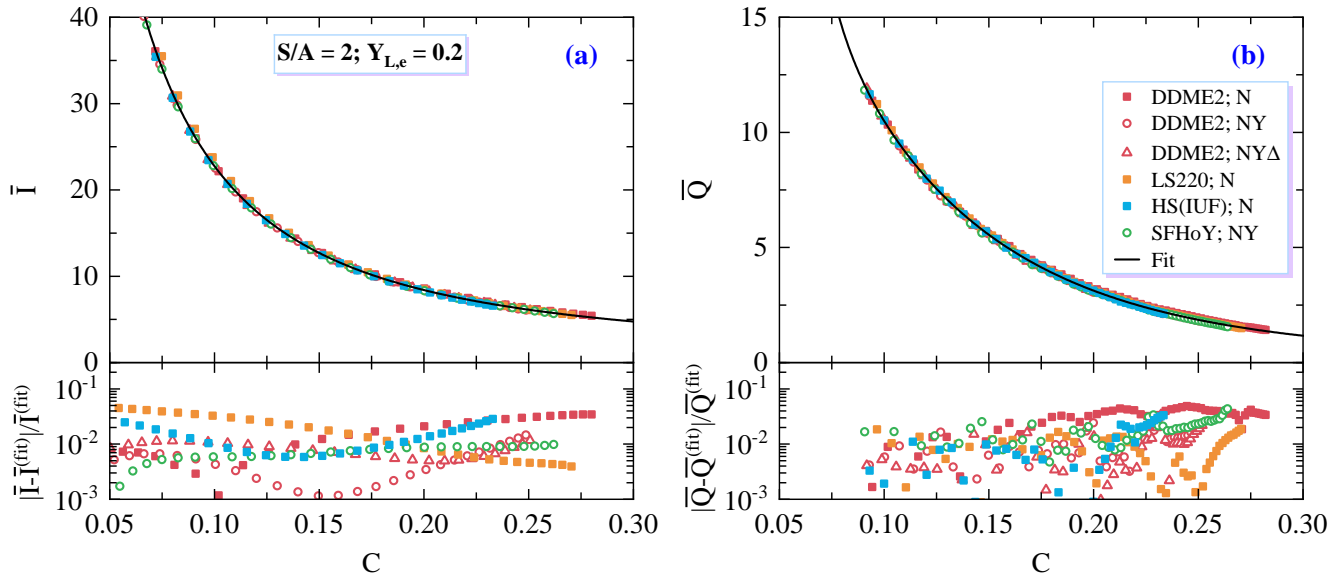 S/A = 2; Y_L,e = 0.2
(a)
Ī
40
30
20
10
0
|Ī-Ī^(fit)|/Ī^(fit)
10^-1
10^-2
10^-3
0.05 0.10 0.15 0.20 0.25 0.30
C
(b)
Q̅
15
10
5
0
DDME2; N
DDME2; NY
DDME2; NYΔ
LS220; N
HS(IUF); N
SFHoY; NY
Fit
|Q̅-Q̅^(fit)|/Q̅^(fit)
10^-1
10^-2
10^-3
0.05 0.10 0.15 0.20 0.25 0.30
C